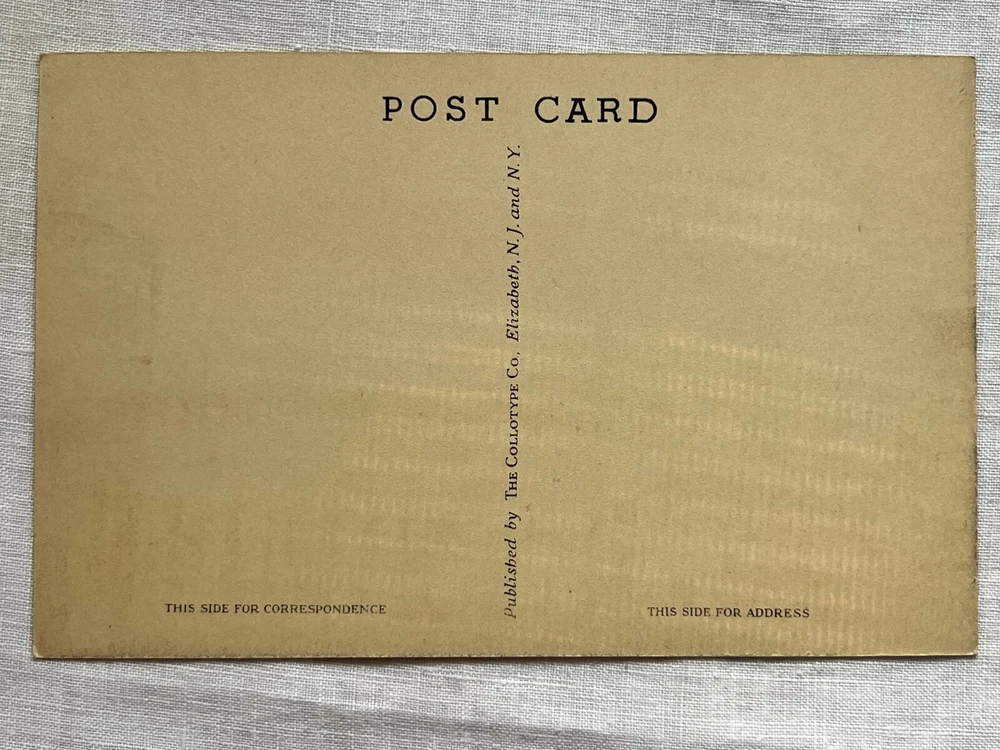 POST CARD
Published by THE COLLOTYPE CO., Elizabeth, N. J. and N. Y.
THIS SIDE FOR CORRESPONDENCE
THIS SIDE FOR ADDRESS